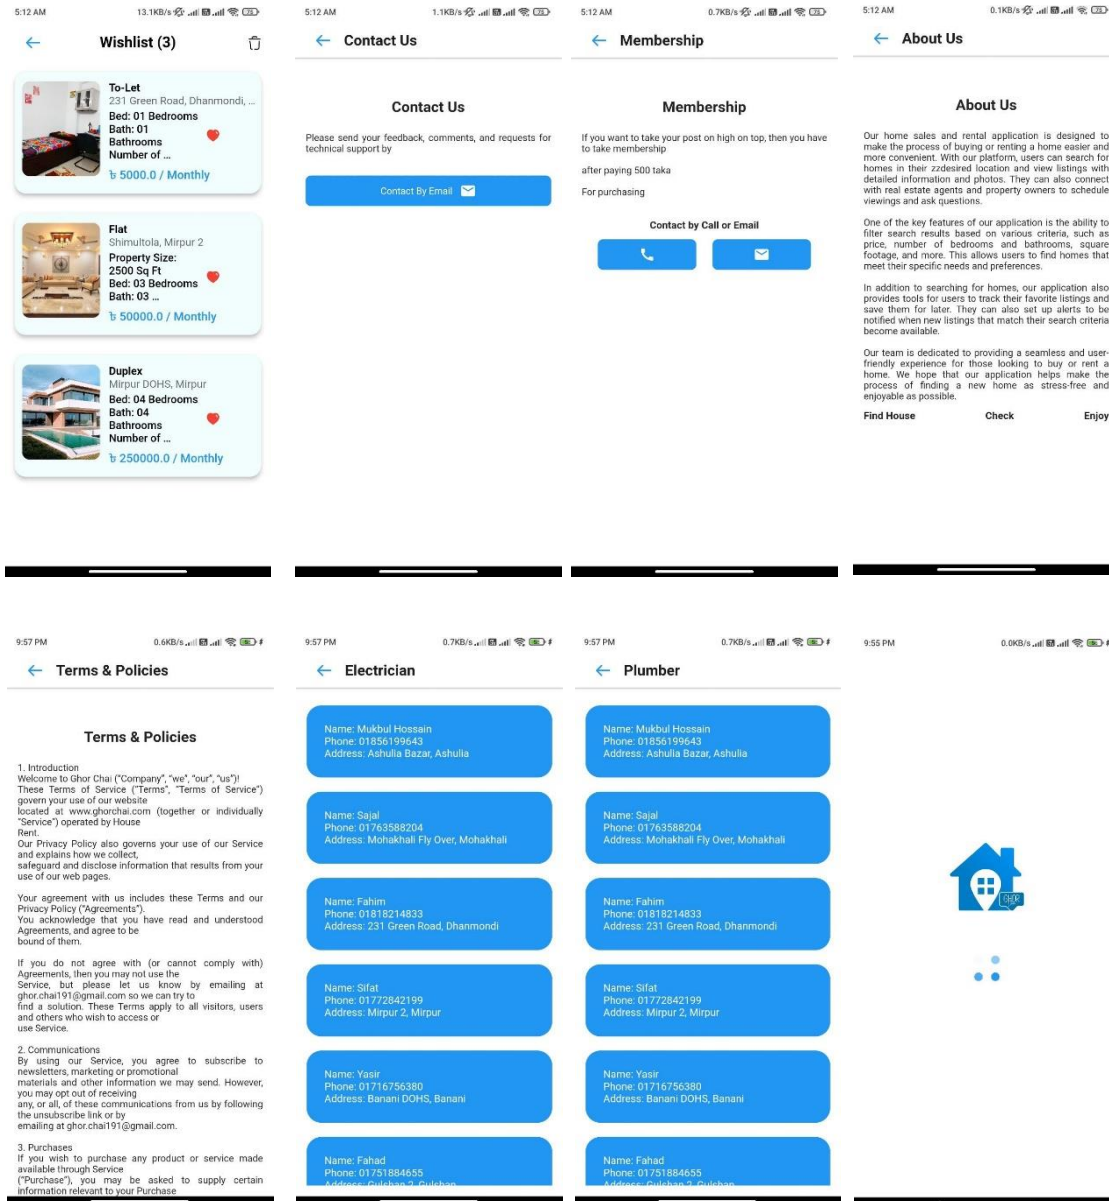 5:12 AM 13.1KB/s 73
Wishlist (3)
To-Let
231 Green Road, Dhanmondi, ...
Bed: 01 Bedrooms
Bath: 01
Bathrooms
Number of ...
৳ 5000.0 / Monthly
Flat
Shimultola, Mirpur 2
Property Size:
2500 Sq Ft
Bed: 03 Bedrooms
Bath: 03 ...
৳ 50000.0 / Monthly
Duplex
Mirpur DOHS, Mirpur
Bed: 04 Bedrooms
Bath: 04
Bathrooms
Number of ...
৳ 250000.0 / Monthly
5:12 AM 1.1KB/s 73
Contact Us
Contact Us
Please send your feedback, comments, and requests for
technical support by
Contact By Email
5:12 AM 0.7KB/s 73
Membership
Membership
If you want to take your post on high on top, then you have
to take membership
after paying 500 taka
For purchasing
Contact by Call or Email
5:12 AM 0.1KB/s 73
About Us
About Us
Our home sales and rental application is designed to
make the process of buying or renting a home easier and
more convenient. With our platform, users can search for
homes in their zzdesired location and view listings with
detailed information and photos. They can also connect
with real estate agents and property owners to schedule
viewings and ask questions.
One of the key features of our application is the ability to
filter search results based on various criteria, such as
price, number of bedrooms and bathrooms, square
footage, and more. This allows users to find homes that
meet their specific needs and preferences.
In addition to searching for homes, our application also
provides tools for users to track their favorite listings and
save them for later. They can also set up alerts to be
notified when new listings that match their search criteria
become available.
Our team is dedicated to providing a seamless and user-
friendly experience for those looking to buy or rent a
home. We hope that our application helps make the
process of finding a new home as stress-free and
enjoyable as possible.
Find House Check Enjoy
9:57 PM 0.6KB/s
Terms & Policies
Terms & Policies
1. Introduction
Welcome to Ghor Chai (“Company”, “we”, “our”, “us”)!
These Terms of Service (“Terms”, “Terms of Service”)
govern your use of our website
located at www.ghorchai.com (together or individually
“Service”) operated by House
Rent.
Our Privacy Policy also governs your use of our Service
and explains how we collect,
safeguard and disclose information that results from your
use of our web pages.
Your agreement with us includes these Terms and our
Privacy Policy (“Agreements”).
You acknowledge that you have read and understood
Agreements, and agree to be
bound of them.
If you do not agree with (or cannot comply with)
Agreements, then you may not use the
Service, but please let us know by emailing at
ghor.chai191@gmail.com so we can try to
find a solution. These Terms apply to all visitors, users
and others who wish to access or
use Service.
2. Communications
By using our Service, you agree to subscribe to
newsletters, marketing or promotional
materials and other information we may send. However,
you may opt out of receiving
any, or all, of these communications from us by following
the unsubscribe link or by
emailing at ghor.chai191@gmail.com.
3. Purchases
If you wish to purchase any product or service made
available through Service
(“Purchase”), you may be asked to supply certain
information relevant to your Purchase
9:57 PM 0.7KB/s
Electrician
Name: Mukbul Hossain
Phone: 01856199643
Address: Ashulia Bazar, Ashulia
Name: Sajal
Phone: 01763588204
Address: Mohakhali Fly Over, Mohakhali
Name: Fahim
Phone: 01818214833
Address: 231 Green Road, Dhanmondi
Name: Sifat
Phone: 01772842199
Address: Mirpur 2, Mirpur
Name: Yasir
Phone: 01716756380
Address: Banani DOHS, Banani
Name: Fahad
Phone: 01751884655
Address: Gulshan 2, Gulshan
9:57 PM 0.7KB/s
Plumber
Name: Mukbul Hossain
Phone: 01856199643
Address: Ashulia Bazar, Ashulia
Name: Sajal
Phone: 01763588204
Address: Mohakhali Fly Over, Mohakhali
Name: Fahim
Phone: 01818214833
Address: 231 Green Road, Dhanmondi
Name: Sifat
Phone: 01772842199
Address: Mirpur 2, Mirpur
Name: Yasir
Phone: 01716756380
Address: Banani DOHS, Banani
Name: Fahad
Phone: 01751884655
Address: Gulshan 2, Gulshan
9:55 PM 0.0KB/s
GHOR